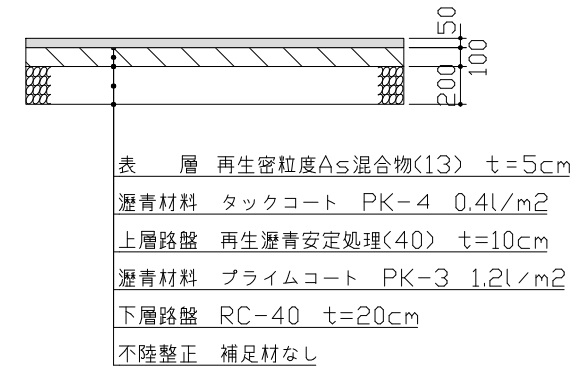 50
100
200
表　層 再生密粒度As混合物(13) t=5cm
瀝青材料 タックコート PK-4 0.4l/m2
上層路盤 再生瀝青安定処理(40) t=10cm
瀝青材料 プライムコート PK-3 1.2l/m2
下層路盤 RC-40 t=20cm
不陸整正 補足材なし